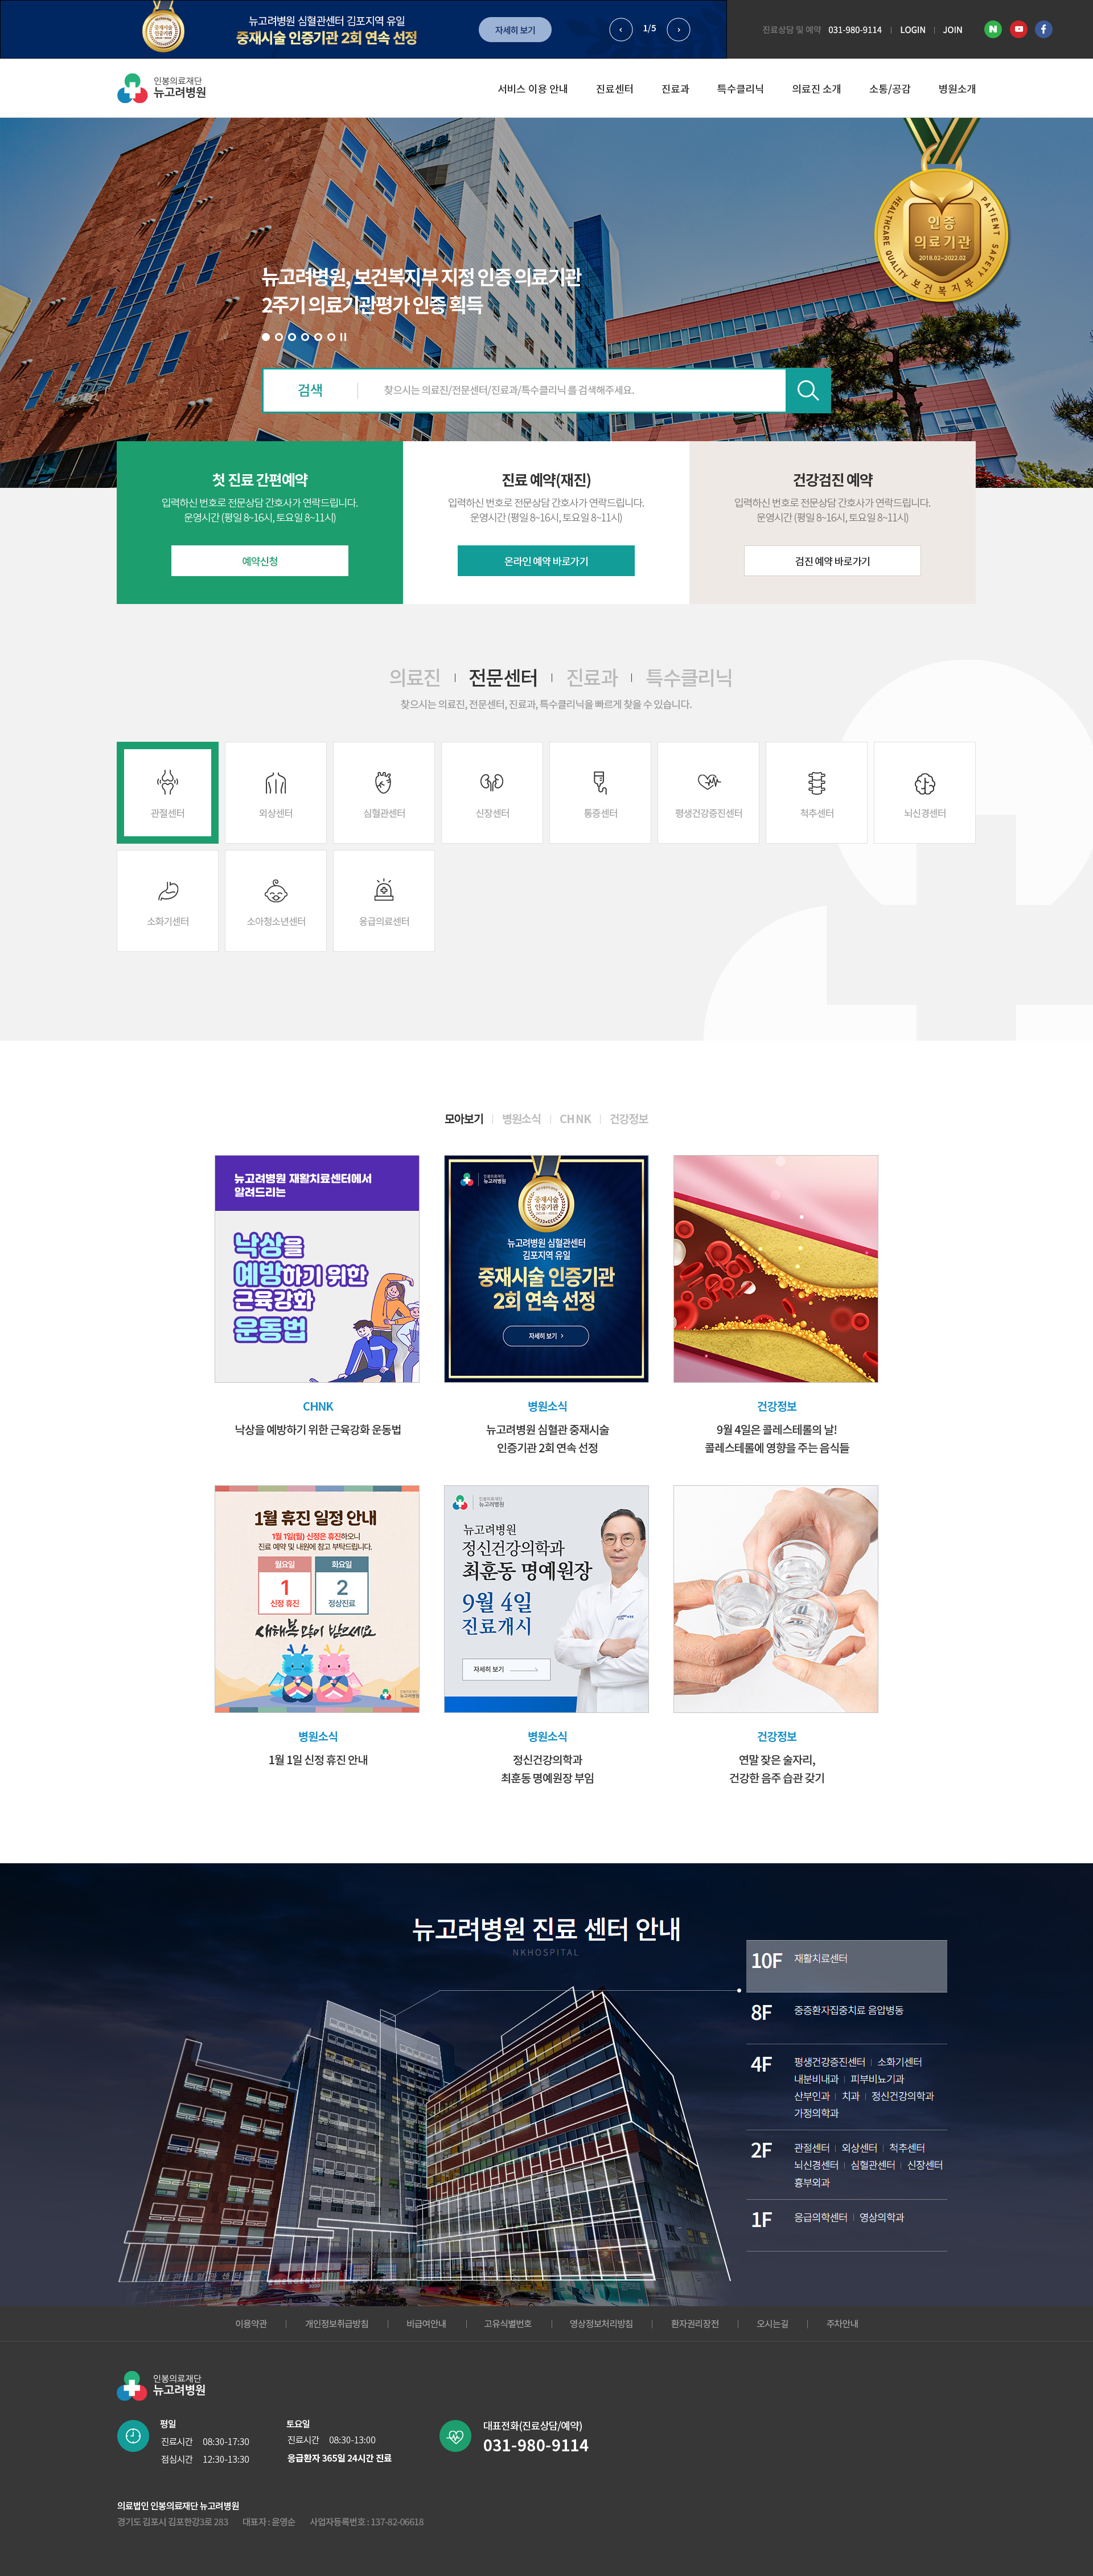 뉴고려병원 심혈관센터 김포지역 유일
중재시술 인증기관 2회 연속 선정
중재시술
인증기관
자세히 보기
1/5
진료상담 및 예약 031-980-9114 LOGIN JOIN
인봉의료재단
뉴고려병원
서비스 이용 안내 진료센터 진료과 특수클리닉 의료진 소개 소통/공감 병원소개
HEALTHCARE QUALITY PATIENT SAFETY
인증
의료기관
2018.02~2022.02
보건복지부
뉴고려병원, 보건복지부 지정 인증 의료기관
2주기 의료기관평가 인증 획득
검색 찾으시는 의료진/전문센터/진료과/특수클리닉 를 검색해주세요.
첫 진료 간편예약
입력하신 번호로 전문상담 간호사가 연락드립니다.
운영시간 (평일 8~16시, 토요일 8~11시)
예약신청
진료 예약(재진)
입력하신 번호로 전문상담 간호사가 연락드립니다.
운영시간 (평일 8~16시, 토요일 8~11시)
온라인 예약 바로가기
건강검진 예약
입력하신 번호로 전문상담 간호사가 연락드립니다.
운영시간 (평일 8~16시, 토요일 8~11시)
검진 예약 바로가기
의료진 전문센터 진료과 특수클리닉
찾으시는 의료진, 전문센터, 진료과, 특수클리닉을 빠르게 찾을 수 있습니다.
관절센터 외상센터 심혈관센터 신장센터 통증센터 평생건강증진센터 척추센터 뇌신경센터
소화기센터 소아청소년센터 응급의료센터
모아보기 병원소식 CHNK 건강정보
뉴고려병원 재활치료센터에서
알려드리는
낙상을
예방하기 위한
근육강화
운동법
인봉의료재단
뉴고려병원
중재시술
인증기관
뉴고려병원 심혈관센터
김포지역 유일
중재시술 인증기관
2회 연속 선정
자세히 보기
CHNK
낙상을 예방하기 위한 근육강화 운동법
병원소식
뉴고려병원 심혈관 중재시술
인증기관 2회 연속 선정
건강정보
9월 4일은 콜레스테롤의 날!
콜레스테롤에 영향을 주는 음식들
1월 휴진 일정 안내
1월 1일(월) 신정은 휴진하오니
진료 예약 및 내원에 참고 부탁드립니다.
월요일 화요일
1 2
신정 휴진 정상진료
새해 복 많이 받으세요
인봉의료재단
뉴고려병원
인봉의료재단
뉴고려병원
뉴고려병원
정신건강의학과
최훈동 명예원장
9월 4일
진료개시
자세히 보기
병원소식
1월 1일 신정 휴진 안내
병원소식
정신건강의학과
최훈동 명예원장 부임
건강정보
연말 잦은 술자리,
건강한 음주 습관 갖기
뉴고려병원 진료 센터 안내
NKHOSPITAL
10F 재활치료센터
8F 중증환자집중치료 음압병동
4F 평생건강증진센터 소화기센터
내분비내과 피부비뇨기과
산부인과 치과 정신건강의학과
가정의학과
2F 관절센터 외상센터 척추센터
뇌신경센터 심혈관센터 신장센터
흉부외과
1F 응급의학센터 영상의학과
이용약관 개인정보취급방침 비급여안내 고유식별번호 영상정보처리방침 환자권리장전 오시는길 주차안내
인봉의료재단
뉴고려병원
평일
진료시간 08:30-17:30
점심시간 12:30-13:30
토요일
진료시간 08:30-13:00
응급환자 365일 24시간 진료
대표전화(진료상담/예약)
031-980-9114
의료법인 인봉의료재단 뉴고려병원
경기도 김포시 김포한강3로 283 대표자 : 윤영순 사업자등록번호 : 137-82-06618